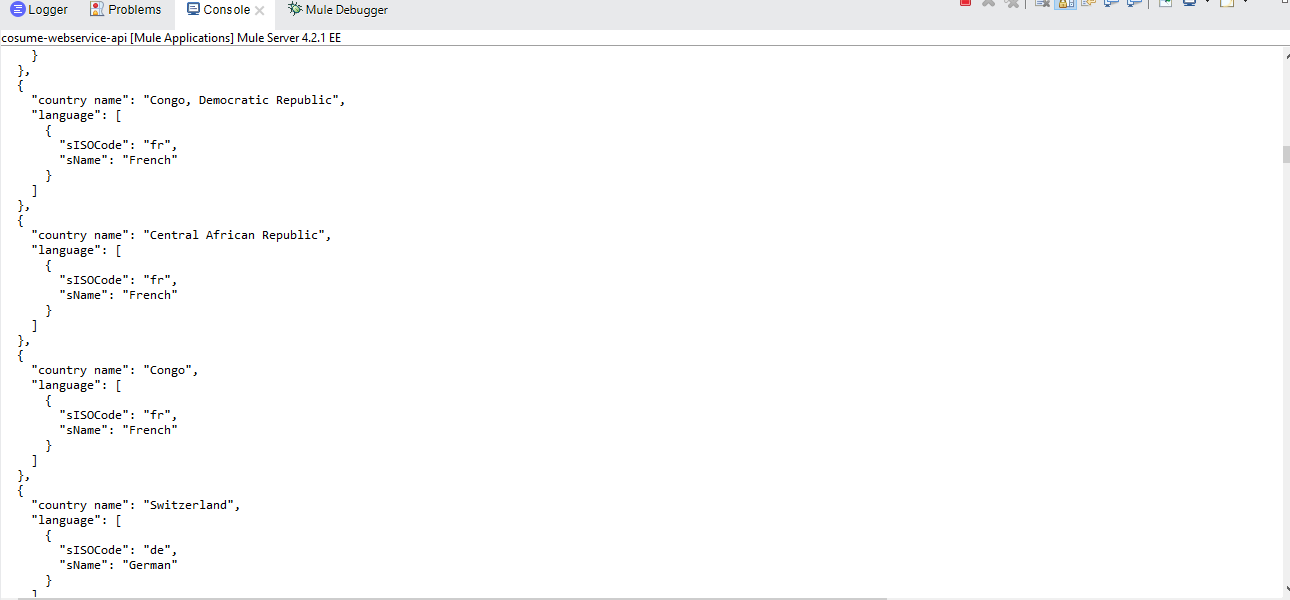 Logger Problems Console Mule Debugger
cosume-webservice-api [Mule Applications] Mule Server 4.2.1 EE
    }
  },
  {
    "country name": "Congo, Democratic Republic",
    "language": [
      {
        "sISOCode": "fr",
        "sName": "French"
      }
    ]
  },
  {
    "country name": "Central African Republic",
    "language": [
      {
        "sISOCode": "fr",
        "sName": "French"
      }
    ]
  },
  {
    "country name": "Congo",
    "language": [
      {
        "sISOCode": "fr",
        "sName": "French"
      }
    ]
  },
  {
    "country name": "Switzerland",
    "language": [
      {
        "sISOCode": "de",
        "sName": "German"
      }
    ]